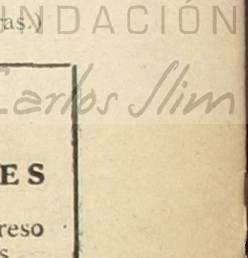 NDACIÓN
as.)
Carlos Slim
ES
reso
s